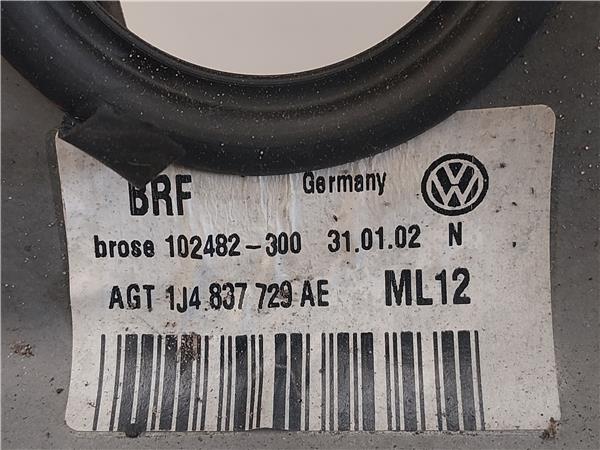 BRF Germany
brose 102482-300 31.01.02 N
AGT 1J4 837 729 AE ML12